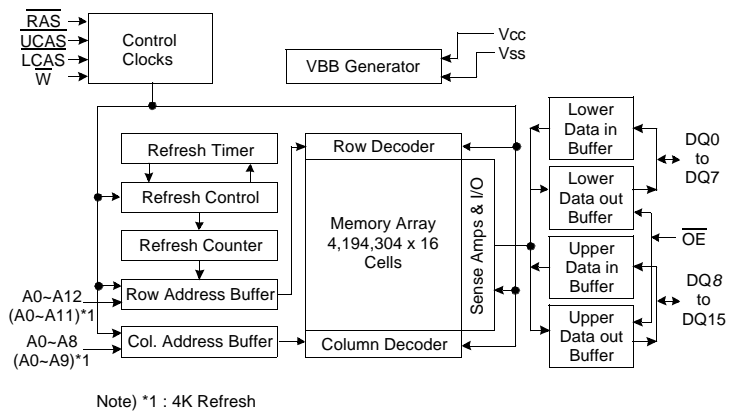 RAS
UCAS
LCAS
W
Control
Clocks
VBB Generator
Vcc
Vss
Refresh Timer
Refresh Control
Refresh Counter
Row Address Buffer
Col. Address Buffer
A0~A12
(A0~A11)*1
A0~A8
(A0~A9)*1
Row Decoder
Memory Array
4,194,304 x 16
Cells
Column Decoder
Sense Amps & I/O
Lower
Data in
Buffer
Lower
Data out
Buffer
Upper
Data in
Buffer
Upper
Data out
Buffer
DQ0
to
DQ7
OE
DQ8
to
DQ15
Note) *1 : 4K Refresh